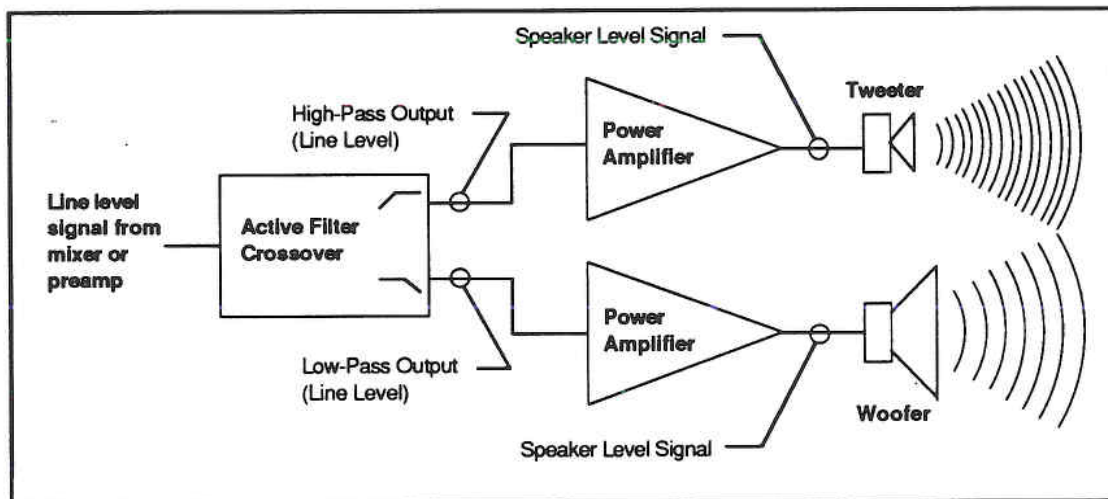 Speaker Level Signal
Tweeter
High-Pass Output
(Line Level)
Power
Amplifier
Line level
signal from
mixer or
preamp
Active Filter
Crossover
Power
Amplifier
Low-Pass Output
(Line Level)
Woofer
Speaker Level Signal